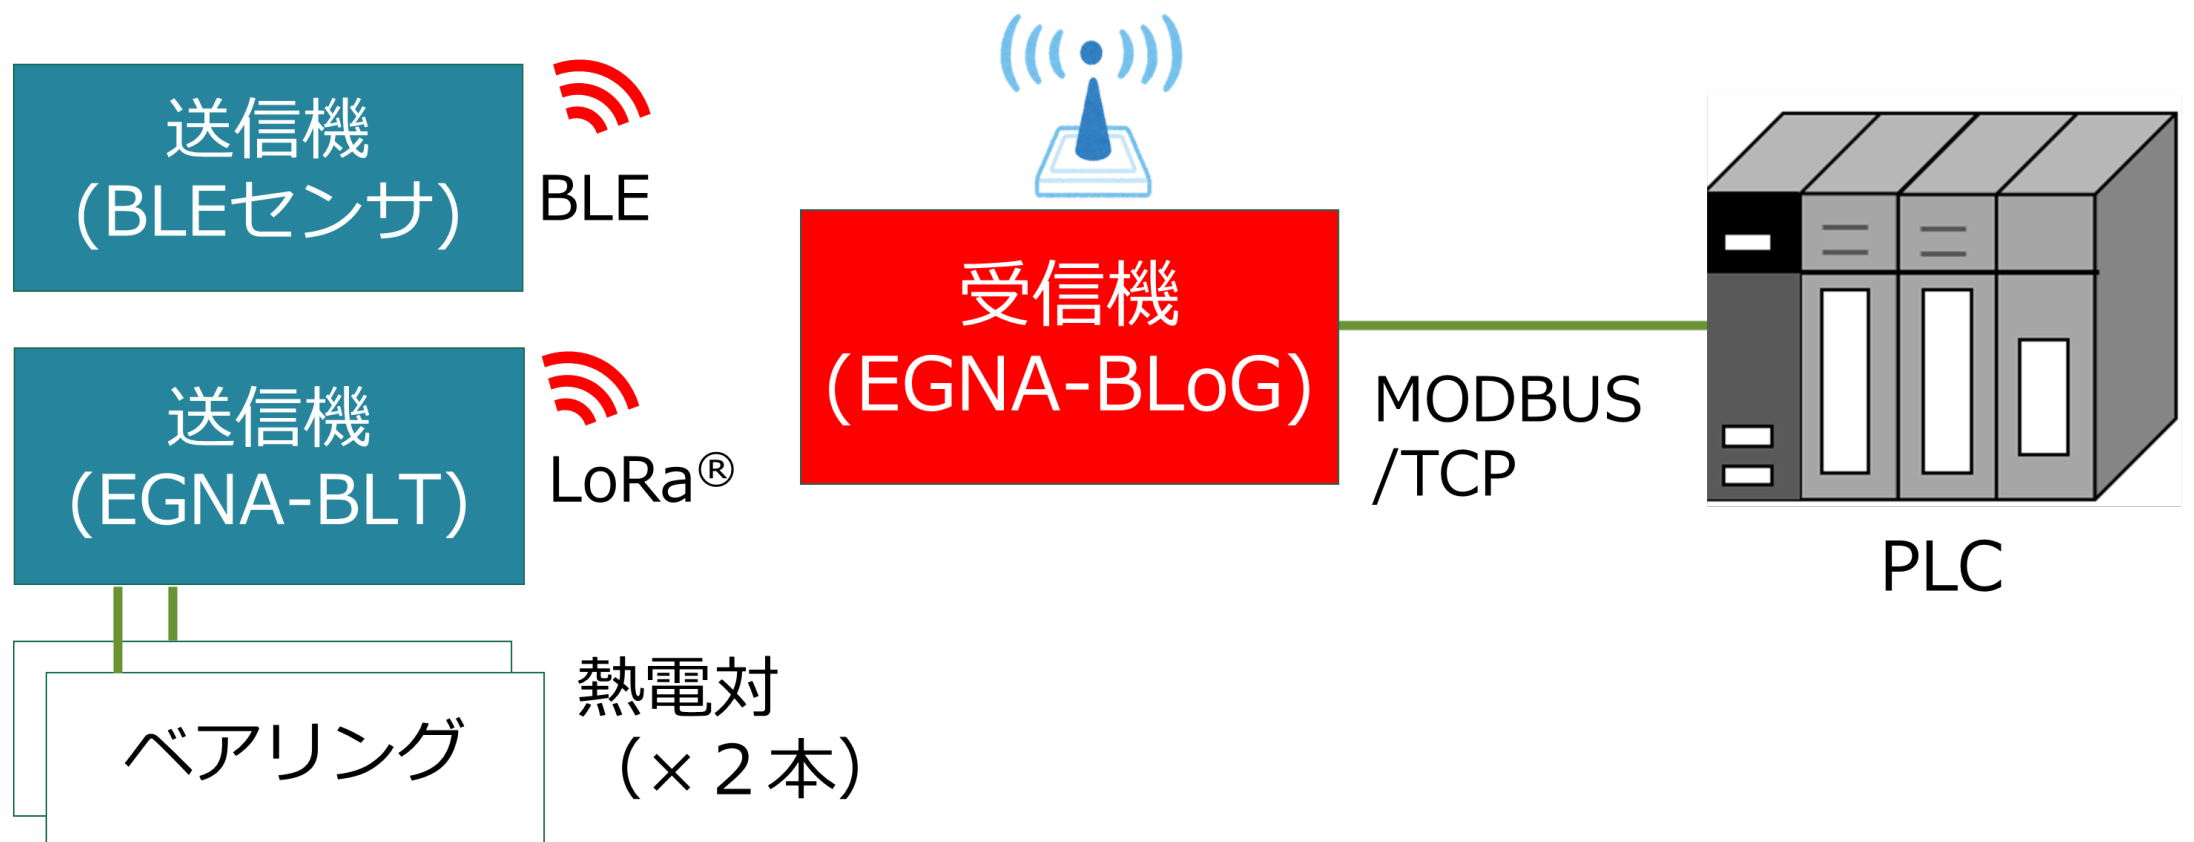 送信機
(BLEセンサ)
BLE
送信機
(EGNA-BLT)
LoRa®
ベアリング
熱電対
（×２本）
受信機
(EGNA-BLoG)
MODBUS
/TCP
PLC